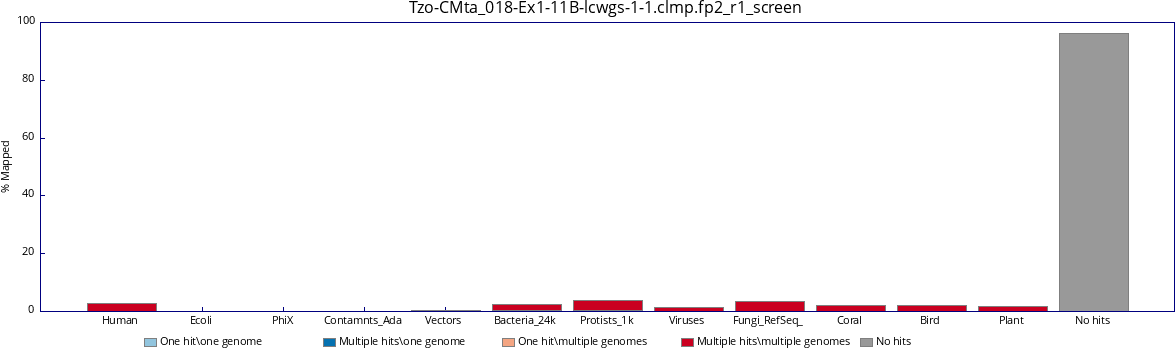 Tzo-CMta_018-Ex1-11B-lcwgs-1-1.clmp.fp2_r1_screen
100
80
60
40
20
0
% Mapped
Human Ecoli PhiX Contamnts_Ada Vectors Bacteria_24k Protists_1k Viruses Fungi_RefSeq_ Coral Bird Plant No hits
One hit\one genome Multiple hits\one genome One hit\multiple genomes Multiple hits\multiple genomes No hits